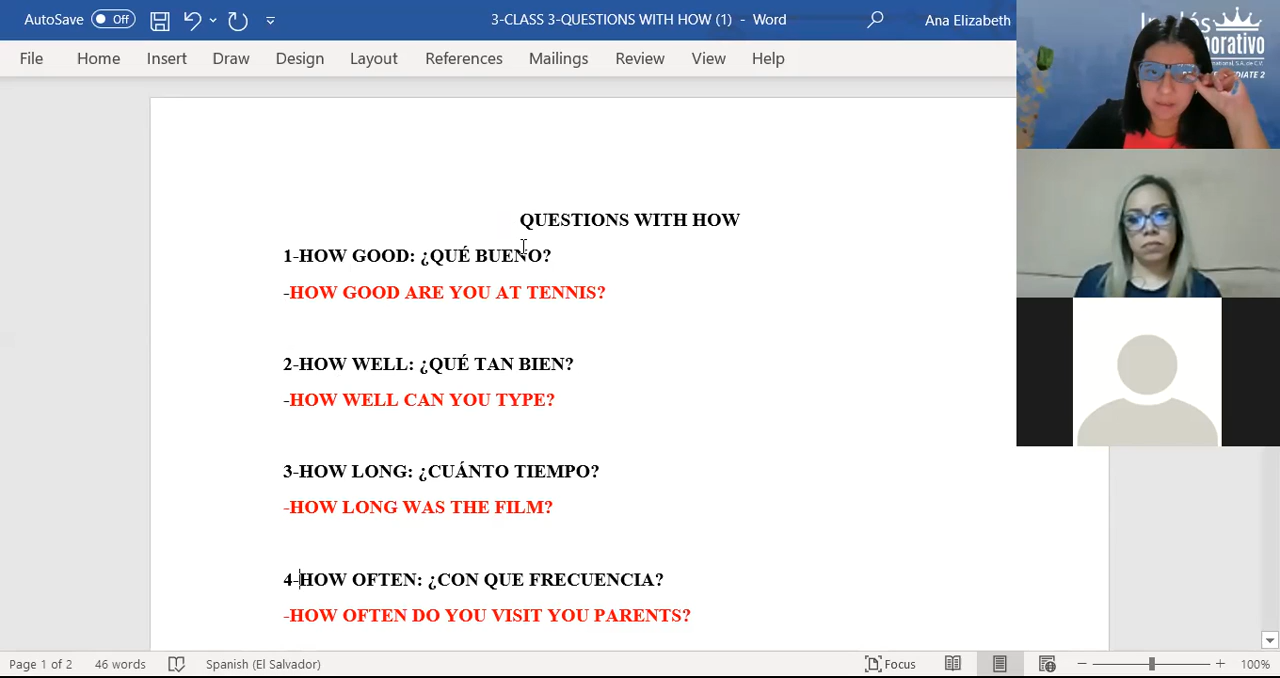 AutoSave Off 3-CLASS 3-QUESTIONS WITH HOW (1) - Word Ana Elizabeth
File Home Insert Draw Design Layout References Mailings Review View Help
QUESTIONS WITH HOW
1-HOW GOOD: ¿QUÉ BUENO?
-HOW GOOD ARE YOU AT TENNIS?
2-HOW WELL: ¿QUÉ TAN BIEN?
-HOW WELL CAN YOU TYPE?
3-HOW LONG: ¿CUÁNTO TIEMPO?
-HOW LONG WAS THE FILM?
4-HOW OFTEN: ¿CON QUE FRECUENCIA?
-HOW OFTEN DO YOU VISIT YOU PARENTS?
Page 1 of 2 46 words Spanish (El Salvador) Focus 100%